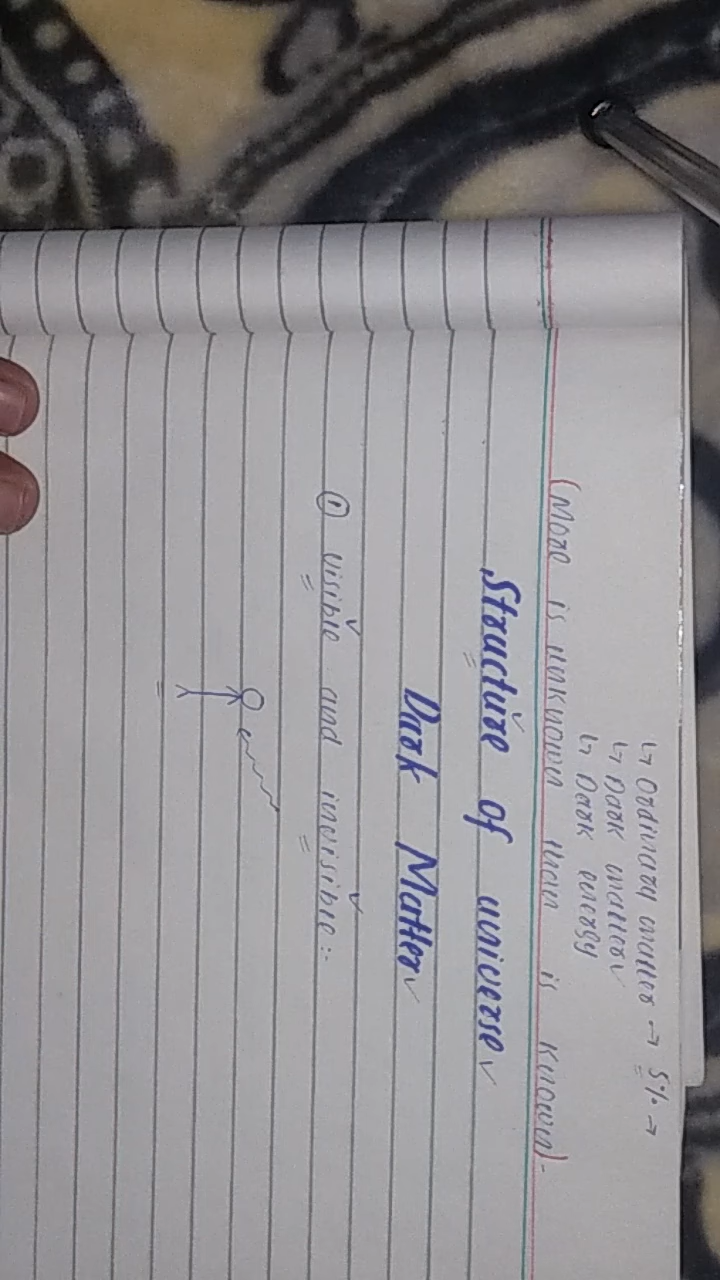 ↳ Ordinary matter → 5% →
↳ Dark matter
↳ Dark energy
(More is unknown than is known)-
Structure of universe
Dark Matter
① visible and invisible:-